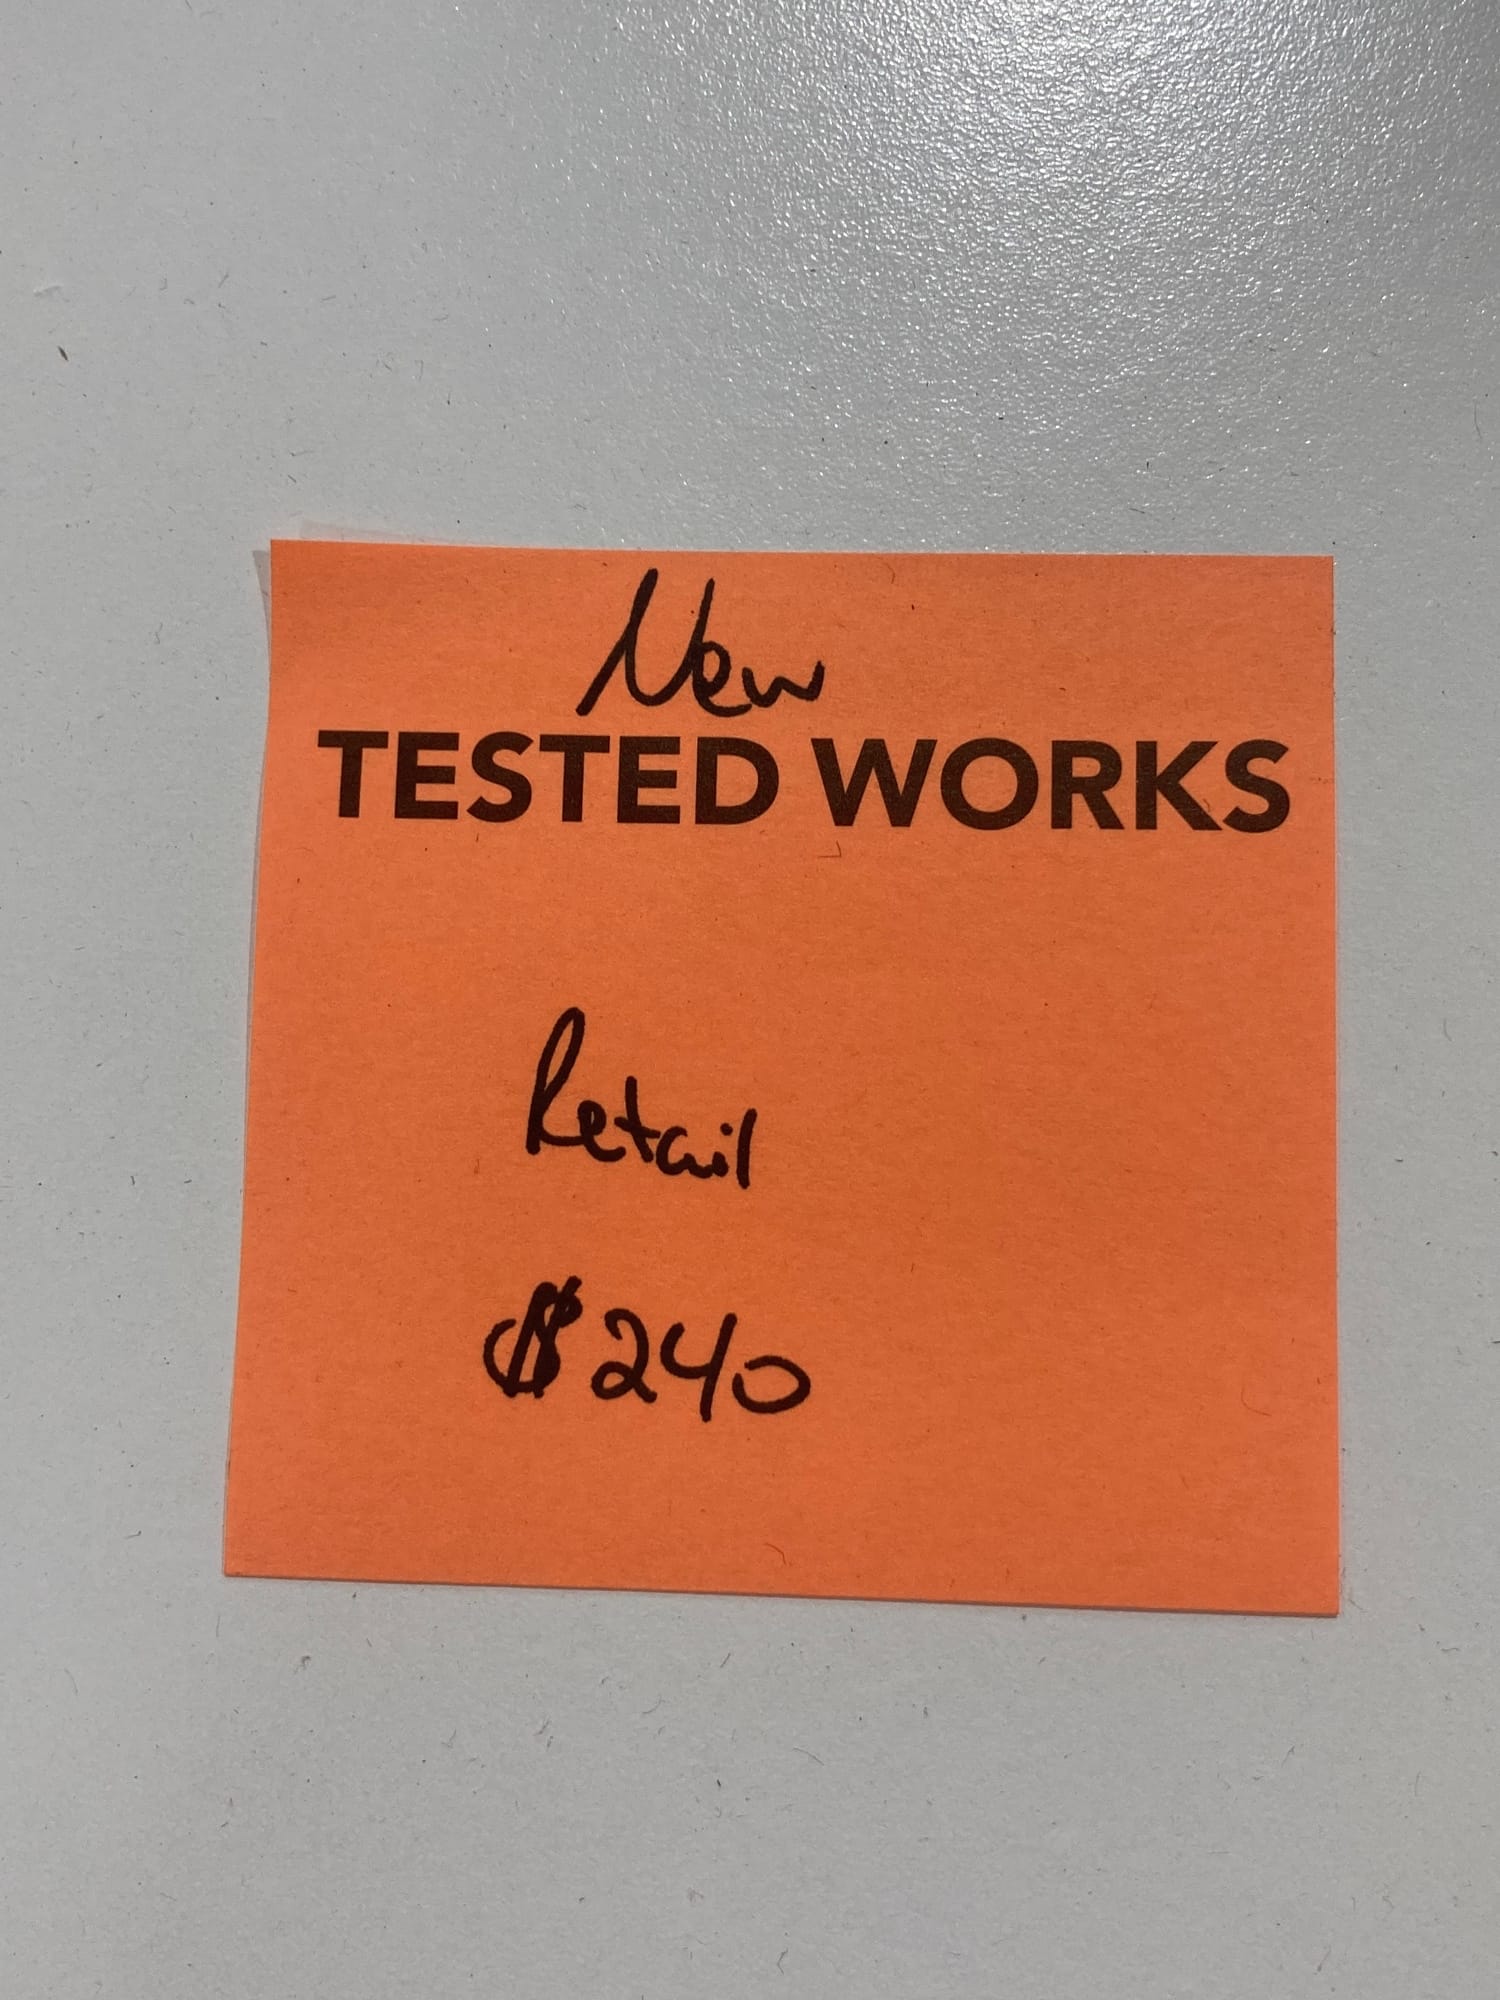 New
TESTED WORKS
Retail
$240